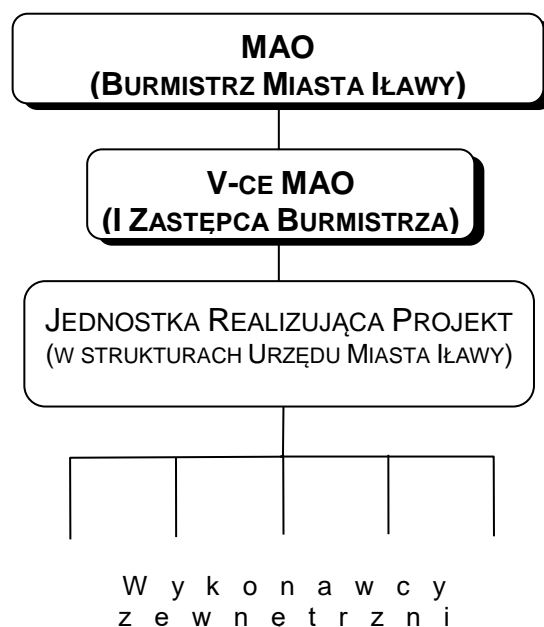 MAO
(BURMISTRZ MIASTA IŁAWY)
V-CE MAO
(I ZASTĘPCA BURMISTRZA)
JEDNOSTKA REALIZUJĄCA PROJEKT
(W STRUKTURACH URZĘDU MIASTA IŁAWY)
W y k o n a w c y
z e w n e t r z n i